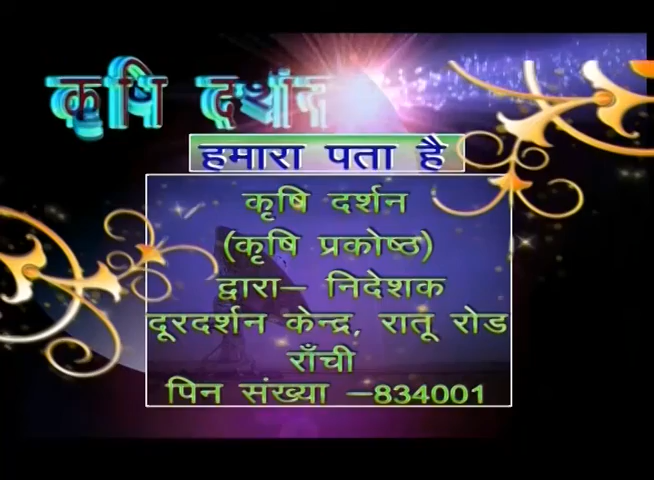 कृषि दर्शन
हमारा पता है
कृषि दर्शन
(कृषि प्रकोष्ठ)
द्वारा– निदेशक
दूरदर्शन केन्द्र, रातू रोड
राँची
पिन संख्या –834001